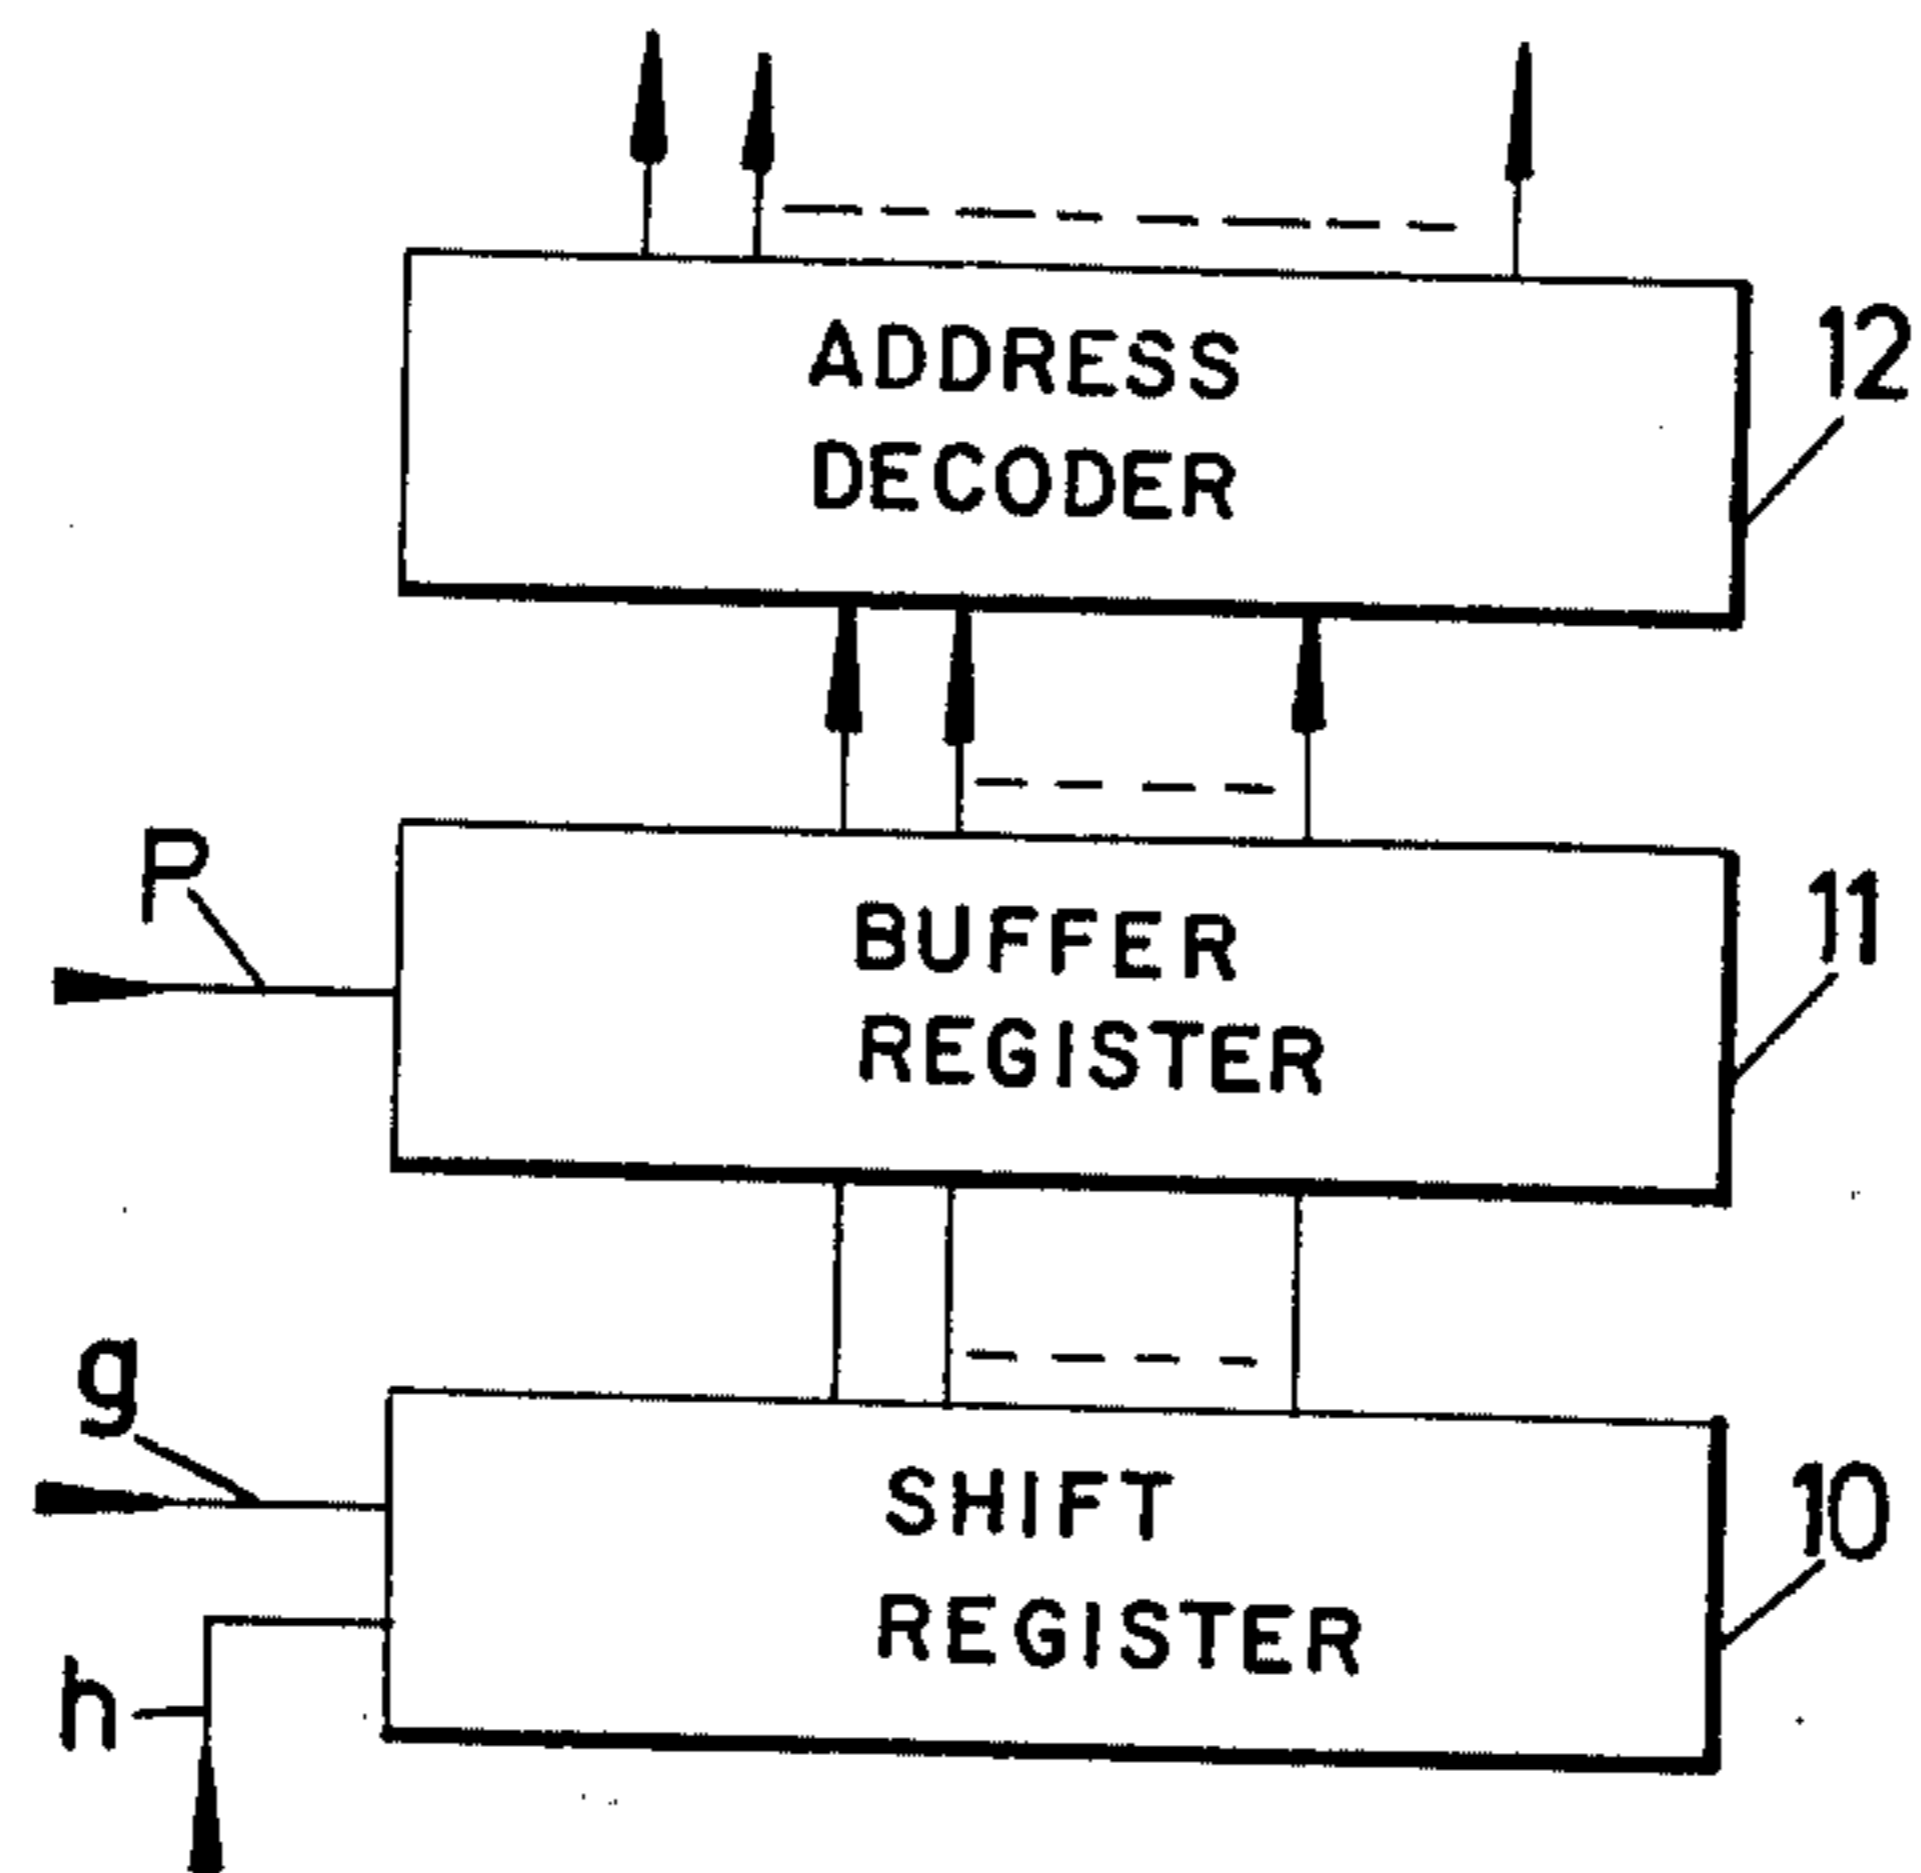 ADDRESS
DECODER
12
P
BUFFER
REGISTER
11
g
SHIFT
REGISTER
10
h